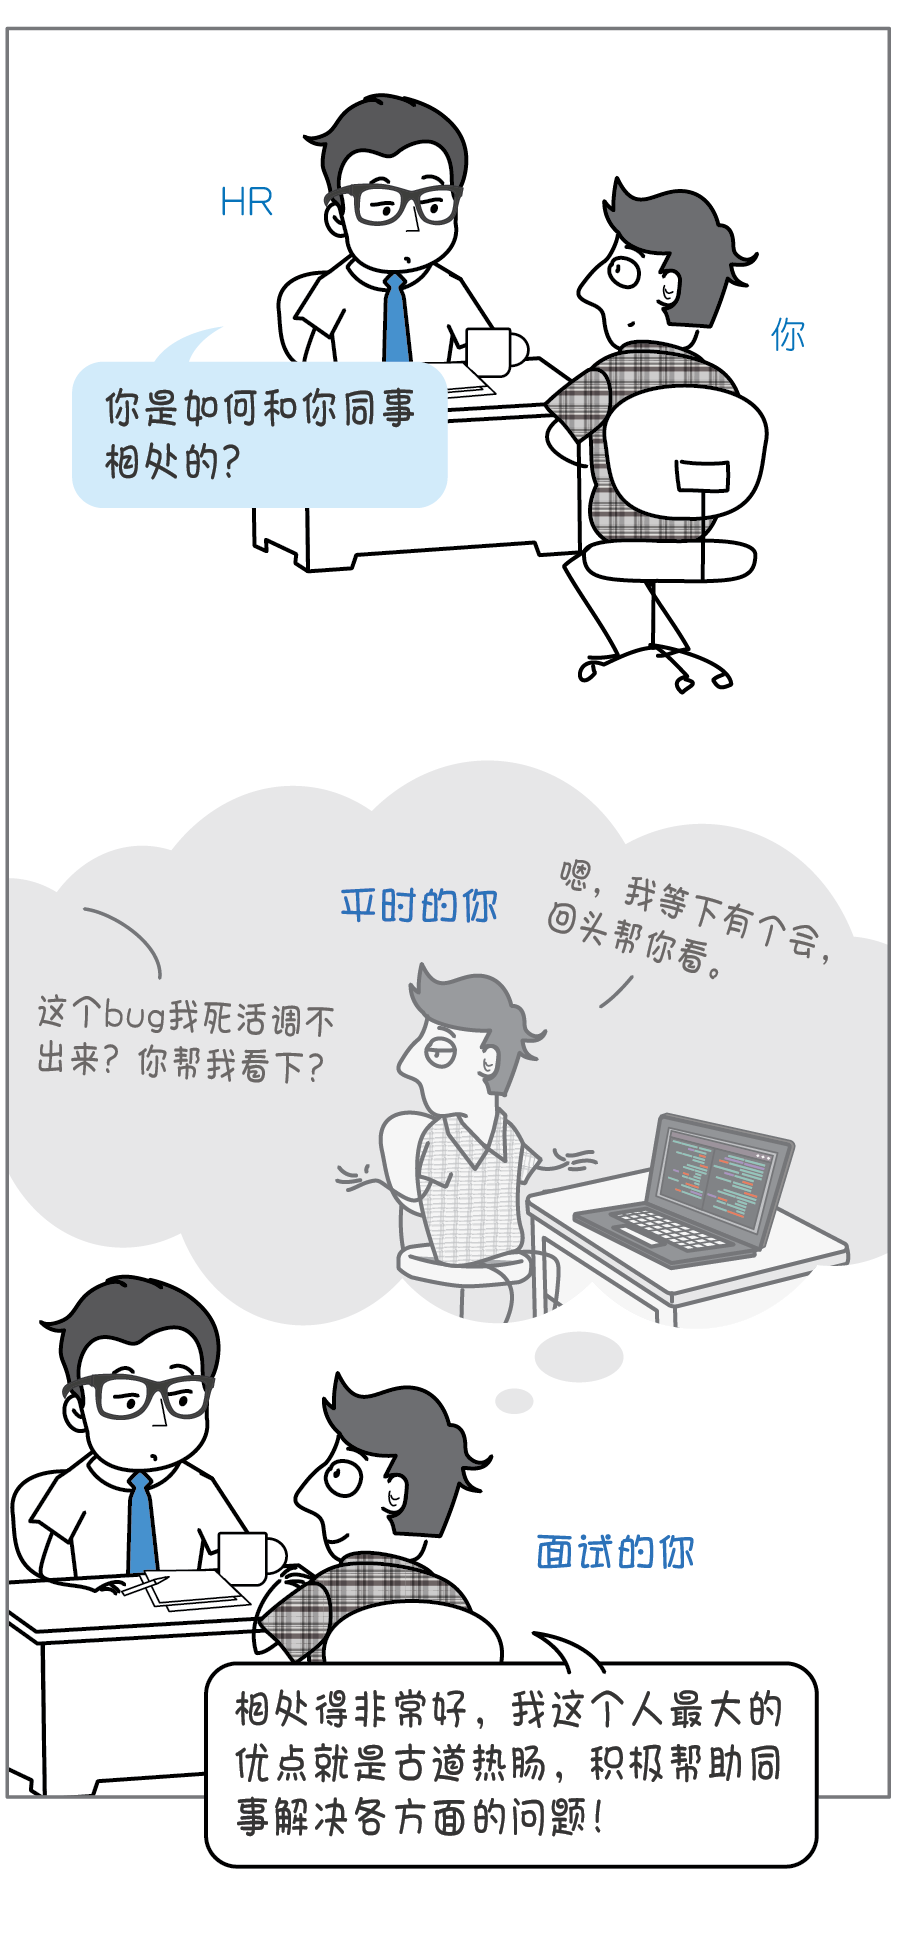 HR
你
你是如何和你同事
相处的？
平时的你
嗯，我等下有个会，
回头帮你看。
这个bug我死活调不
出来？你帮我看下？
面试的你
相处得非常好，我这个人最大的
优点就是古道热肠，积极帮助同
事解决各方面的问题！